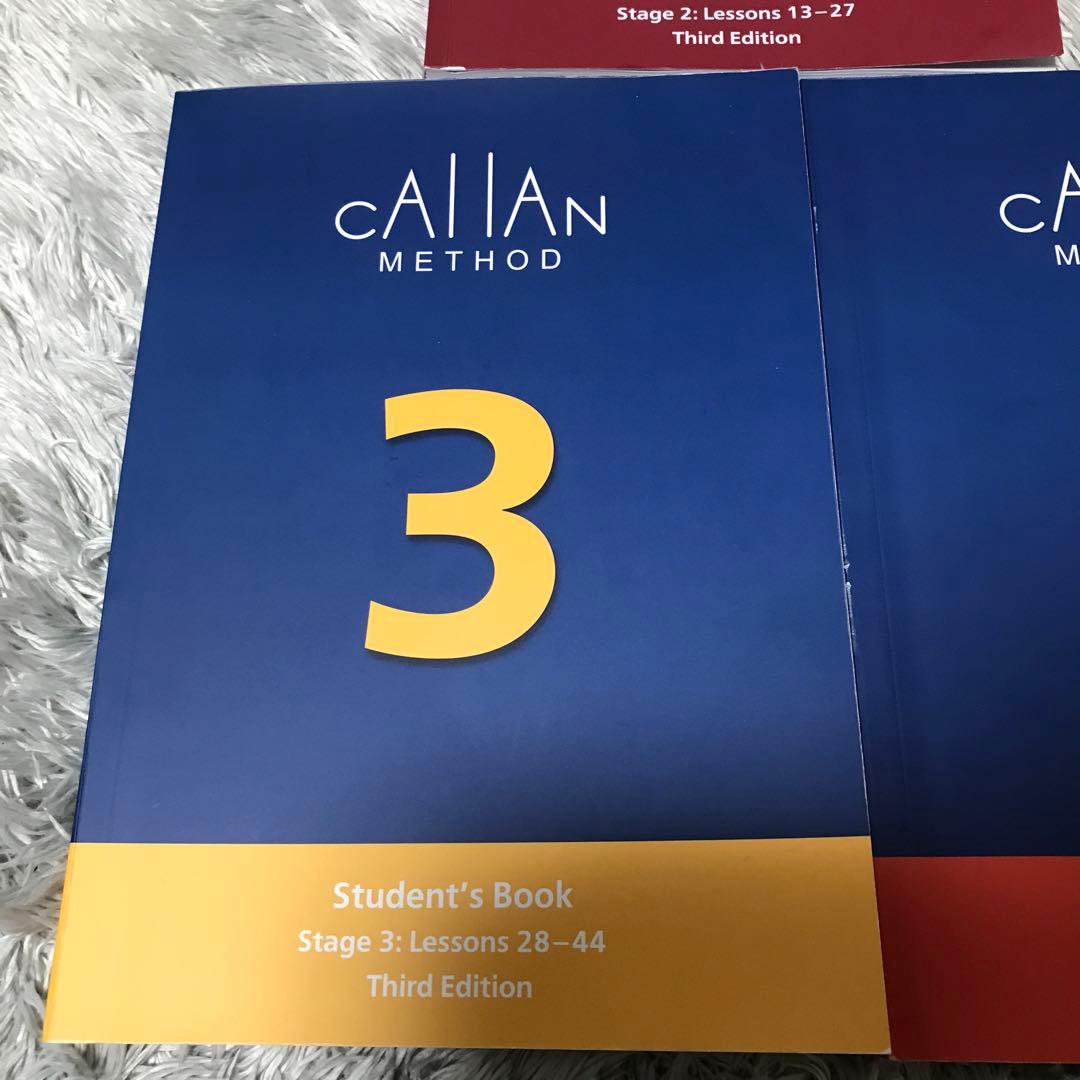 Stage 2: Lessons 13–27
Third Edition
CAllAN
METHOD
3
Student's Book
Stage 3: Lessons 28–44
Third Edition